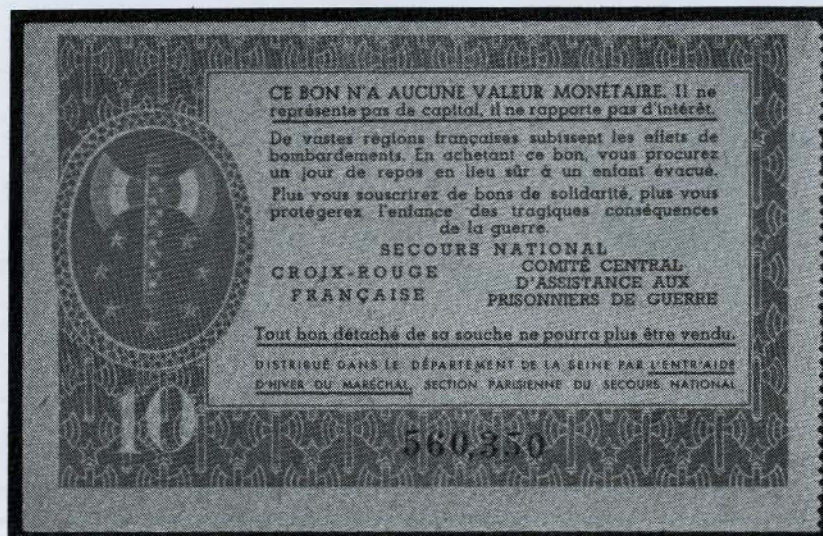 CE BON N'A AUCUNE VALEUR MONÉTAIRE. Il ne
représente pas de capital, il ne rapporte pas d'intérêt.
De vastes régions françaises subissent les effets de
bombardements. En achetant ce bon, vous procurez
un jour de repos en lieu sûr à un enfant évacué.
Plus vous souscrirez de bons de solidarité, plus vous
protégerez l'enfance des tragiques conséquences
de la guerre.
SECOURS NATIONAL
CROIX-ROUGE
FRANÇAISE
COMITÉ CENTRAL
D'ASSISTANCE AUX
PRISONNIERS DE GUERRE
Tout bon détaché de sa souche ne pourra plus être vendu.
DISTRIBUÉ DANS LE DÉPARTEMENT DE LA SEINE PAR L'ENTR'AIDE
D'HIVER DU MARÉCHAL, SECTION PARISIENNE DU SECOURS NATIONAL
10
560,350